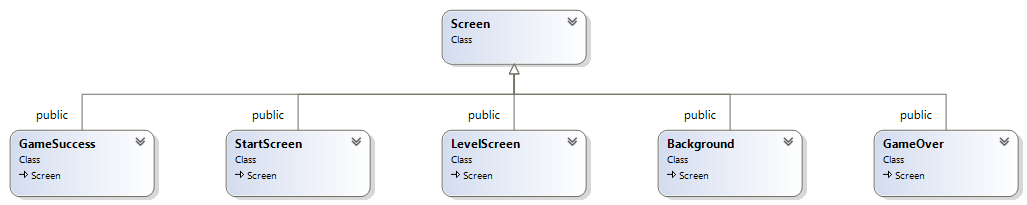 Screen
Class
public
public
public
public
public
GameSuccess
Class
Screen
StartScreen
Class
Screen
LevelScreen
Class
Screen
Background
Class
Screen
GameOver
Class
Screen